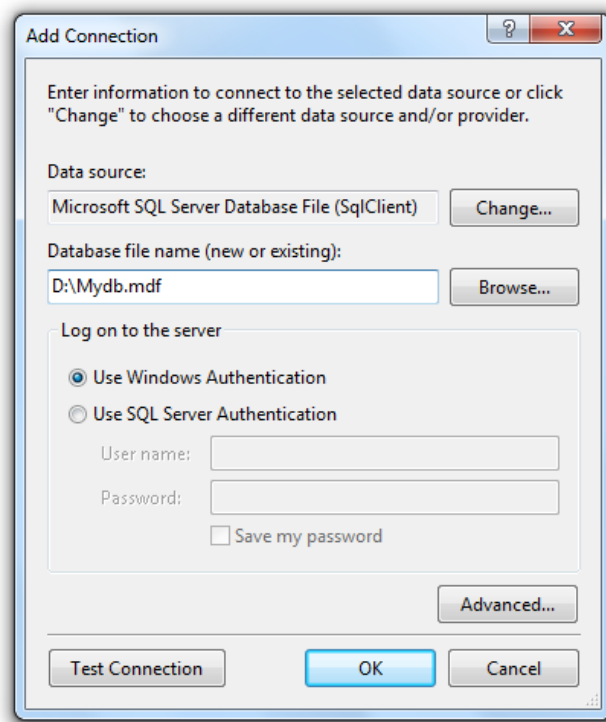 Add Connection
Enter information to connect to the selected data source or click
"Change" to choose a different data source and/or provider.
Data source:
Microsoft SQL Server Database File (SqlClient)
Change...
Database file name (new or existing):
D:\Mydb.mdf
Browse...
Log on to the server
Use Windows Authentication
Use SQL Server Authentication
User name:
Password:
Save my password
Advanced...
Test Connection
OK
Cancel